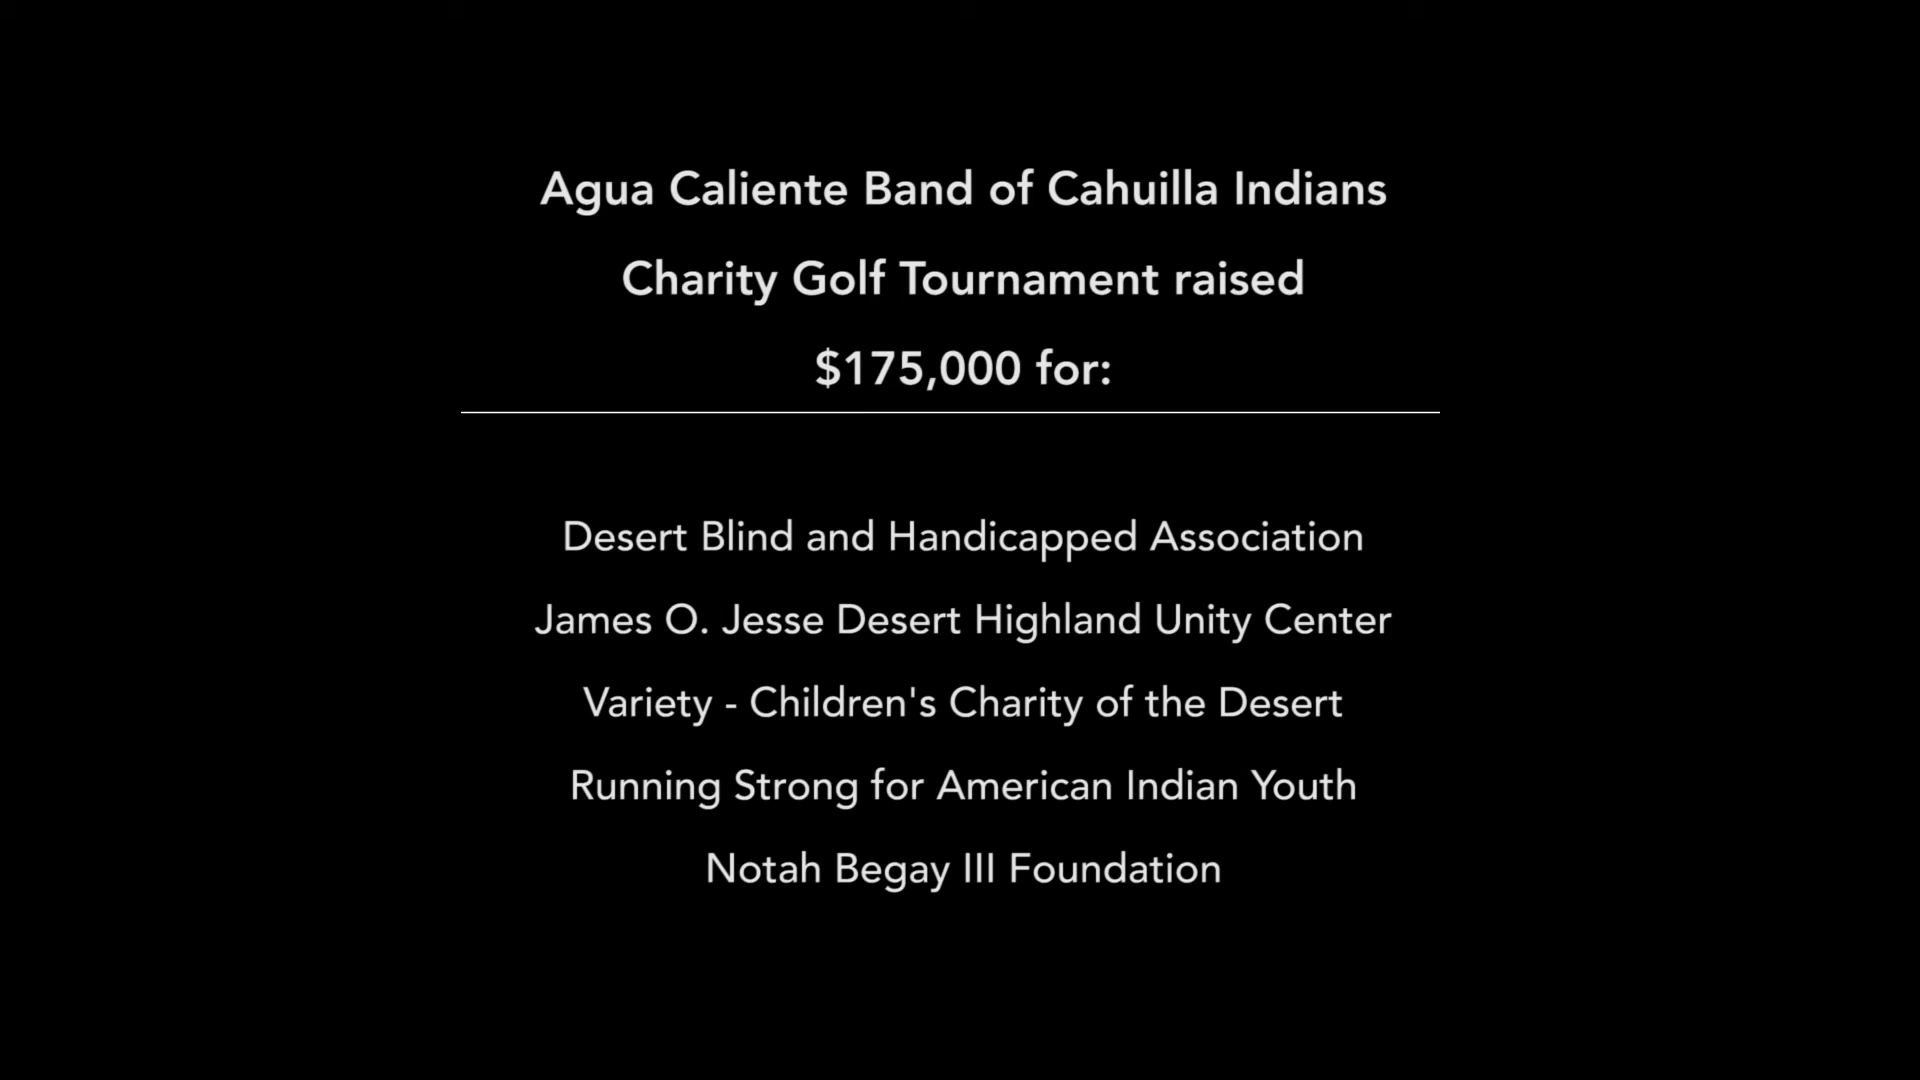 Agua Caliente Band of Cahuilla Indians
Charity Golf Tournament raised
$175,000 for:
Desert Blind and Handicapped Association
James O. Jesse Desert Highland Unity Center
Variety - Children's Charity of the Desert
Running Strong for American Indian Youth
Notah Begay III Foundation